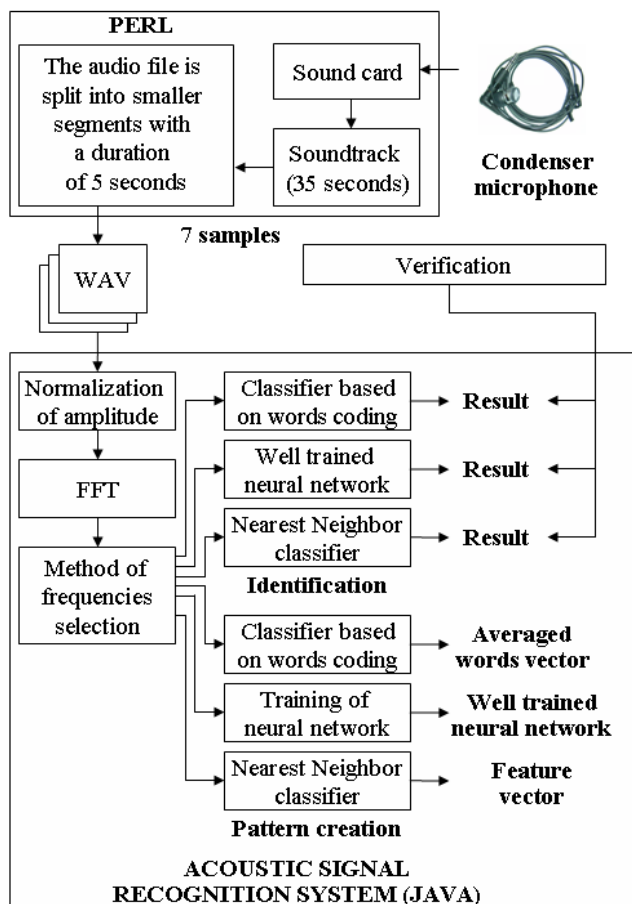 PERL
The audio file is
split into smaller
segments with
a duration
of 5 seconds
Sound card
Soundtrack
(35 seconds)
Condenser
microphone
7 samples
WAV
Verification
Normalization
of amplitude
FFT
Method of
frequencies
selection
Classifier based
on words coding
Result
Well trained
neural network
Result
Nearest Neighbor
classifier
Result
Identification
Classifier based
on words coding
Averaged
words vector
Training of
neural network
Well trained
neural network
Nearest Neighbor
classifier
Feature
vector
Pattern creation
ACOUSTIC SIGNAL
RECOGNITION SYSTEM (JAVA)